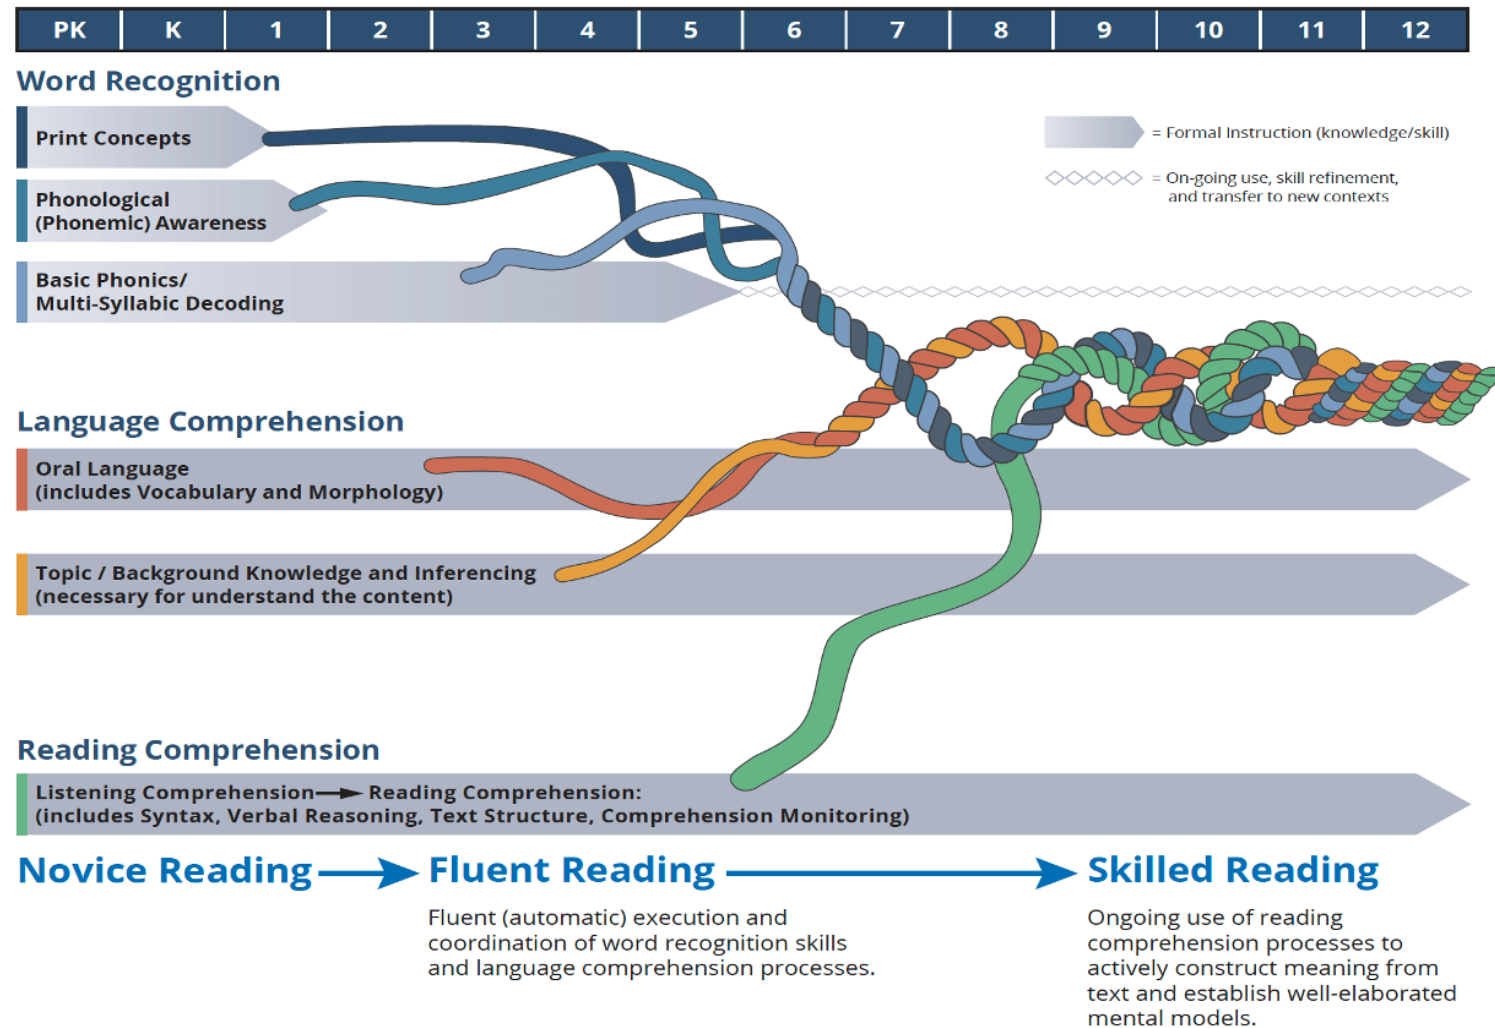 PK K 1 2 3 4 5 6 7 8 9 10 11 12
Word Recognition
Print Concepts
Phonological
(Phonemic) Awareness
Basic Phonics/
Multi-Syllabic Decoding
= Formal Instruction (knowledge/skill)
= On-going use, skill refinement,
and transfer to new contexts
Language Comprehension
Oral Language
(includes Vocabulary and Morphology)
Topic / Background Knowledge and Inferencing
(necessary for understand the content)
Reading Comprehension
Listening Comprehension → Reading Comprehension:
(includes Syntax, Verbal Reasoning, Text Structure, Comprehension Monitoring)
Novice Reading → Fluent Reading → Skilled Reading
Fluent (automatic) execution and
coordination of word recognition skills
and language comprehension processes.
Ongoing use of reading
comprehension processes to
actively construct meaning from
text and establish well-elaborated
mental models.